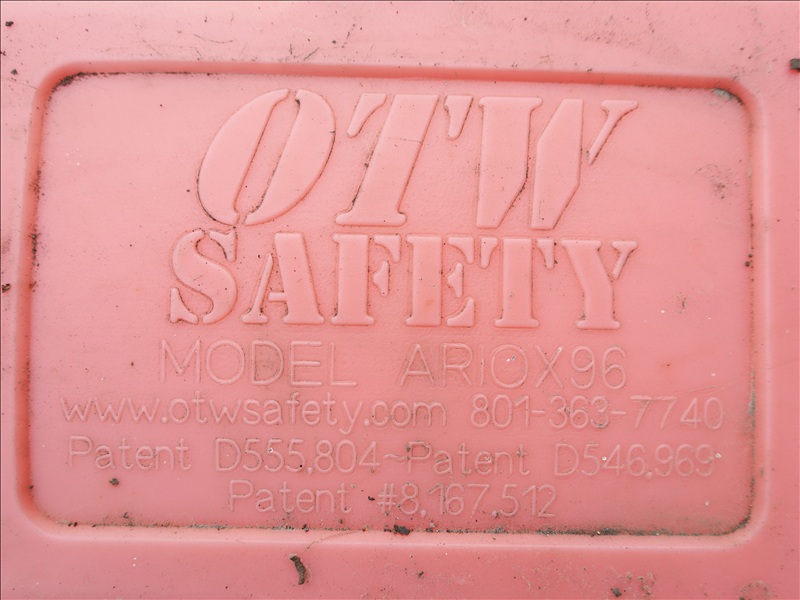 OTW
SAFETY
MODEL ARIOX96
www.otwsafety.com 801-363-7740
Patent D555,804~Patent D546,969
Patent #8,167,512